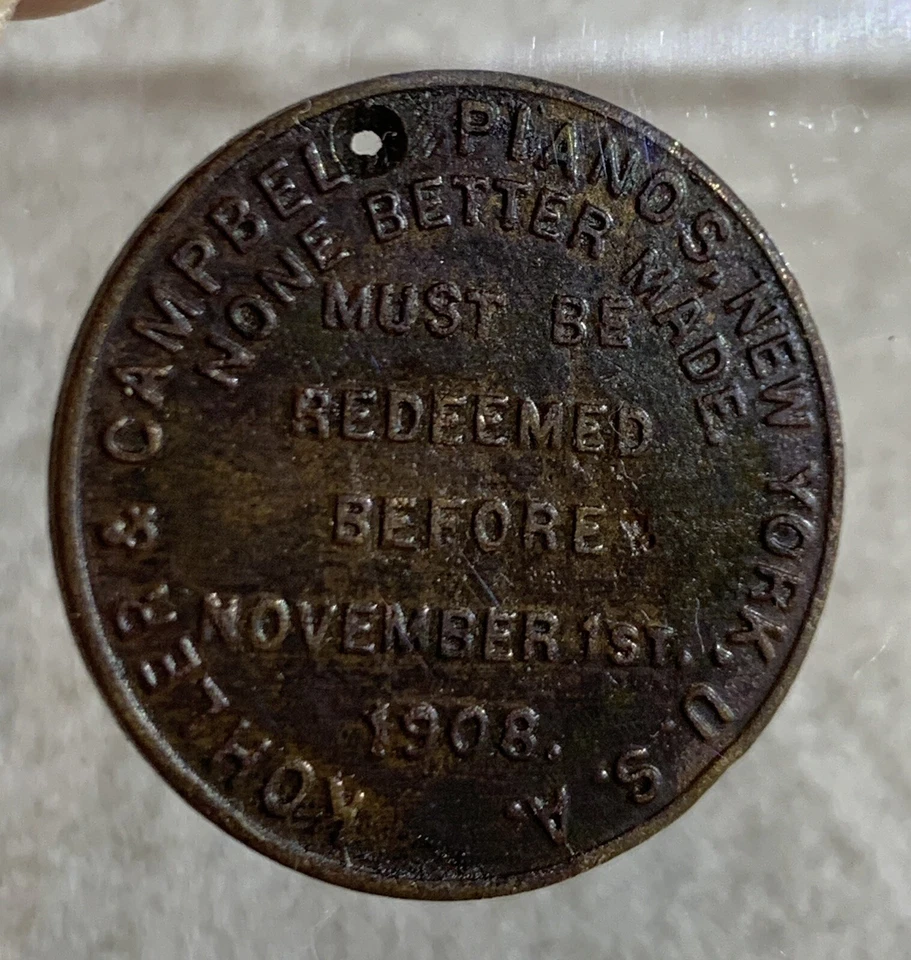 KOHLER & CAMPBELL PIANOS, NEW YORK. U.S.A.
NONE BETTER MADE.
MUST BE
REDEEMED
BEFORE
NOVEMBER 1ST.
1908.